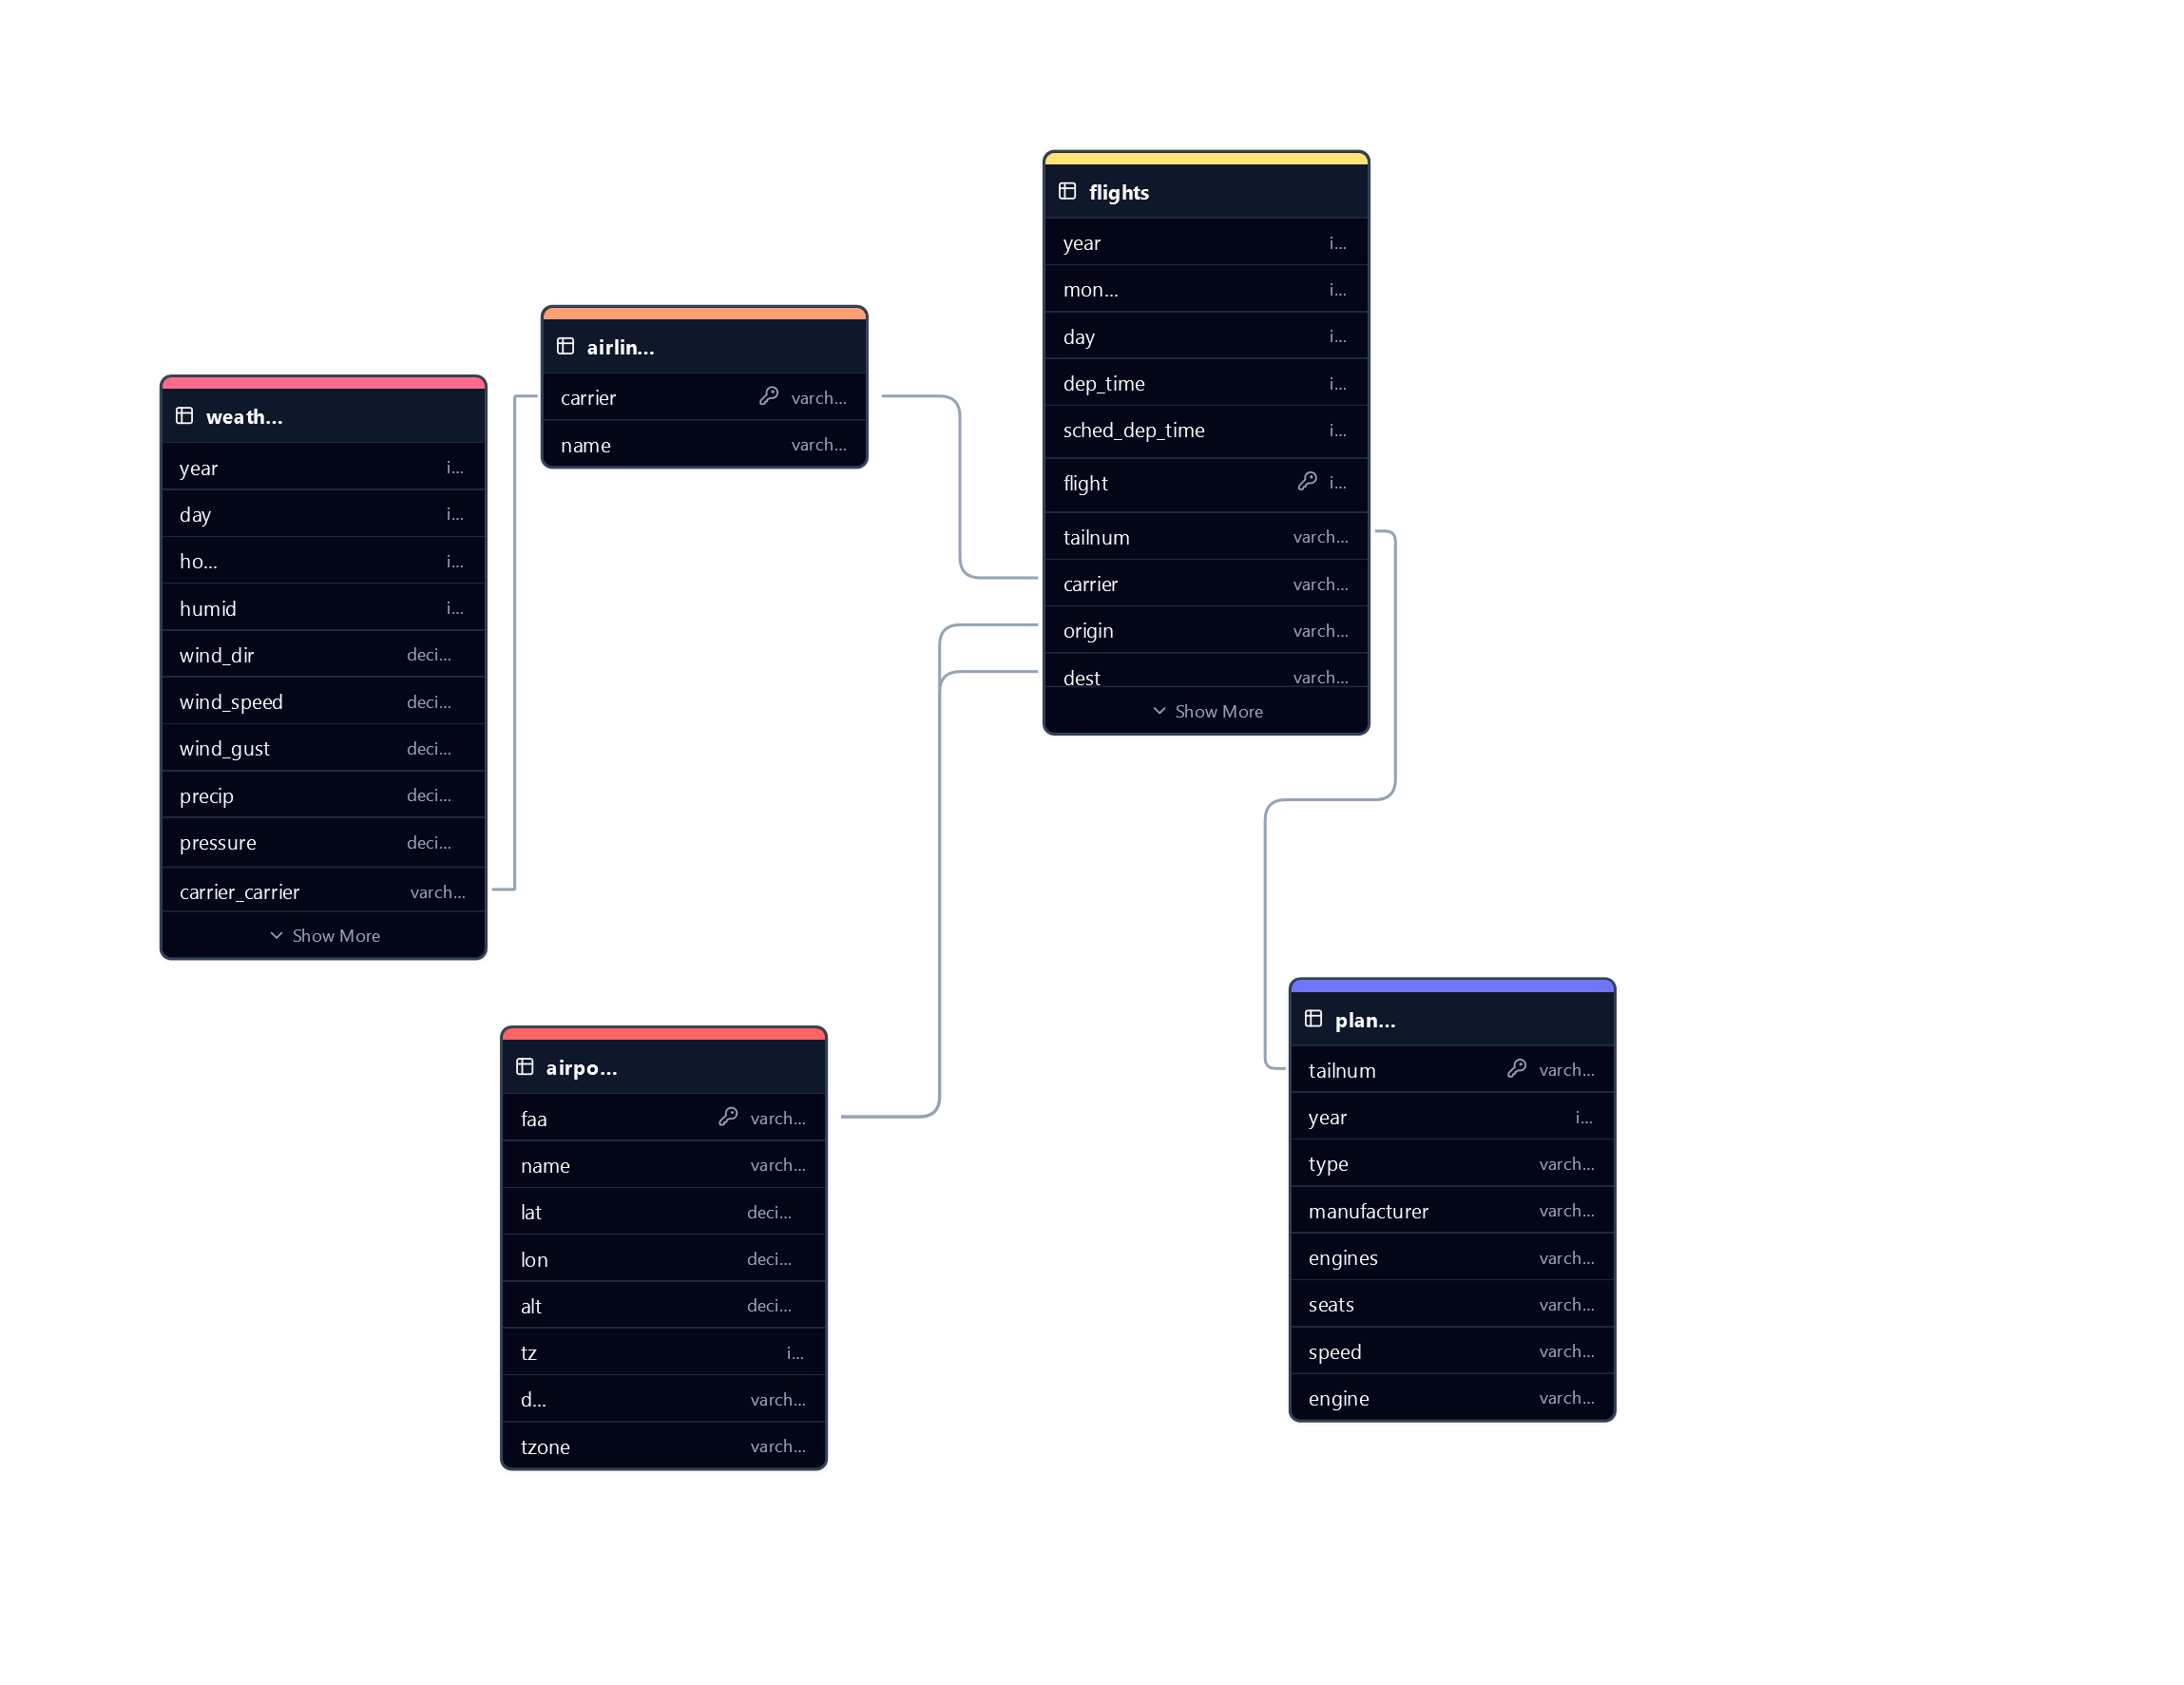 flights
year i...
mon... i...
day i...
dep_time i...
sched_dep_time i...
flight i...
tailnum varch...
carrier varch...
origin varch...
dest varch...
Show More
airlin...
carrier varch...
name varch...
weath...
year i...
day i...
ho... i...
humid i...
wind_dir deci...
wind_speed deci...
wind_gust deci...
precip deci...
pressure deci...
carrier_carrier varch...
Show More
airpo...
faa varch...
name varch...
lat deci...
lon deci...
alt deci...
tz i...
d... varch...
tzone varch...
plan...
tailnum varch...
year i...
type varch...
manufacturer varch...
engines varch...
seats varch...
speed varch...
engine varch...